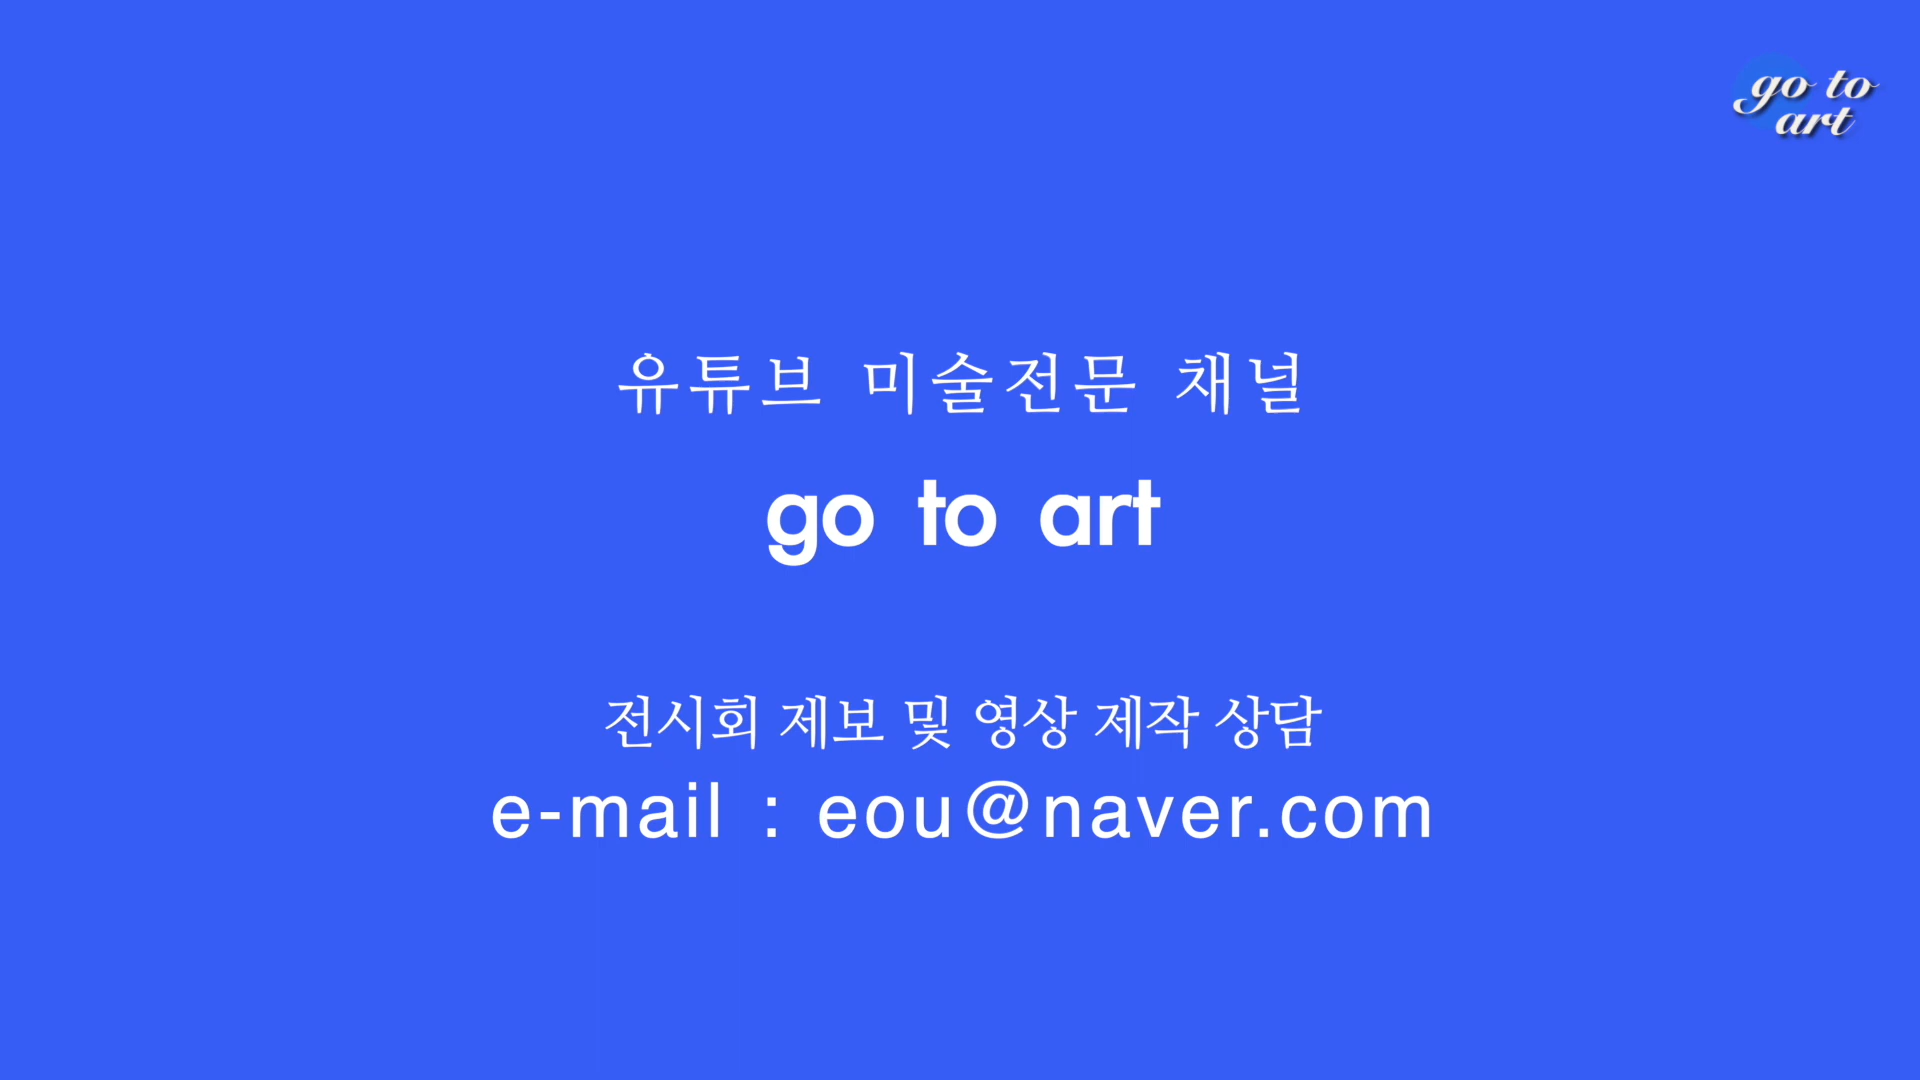 go to
art
유튜브 미술전문 채널
go to art
전시회 제보 및 영상 제작 상담
e-mail : eou@naver.com